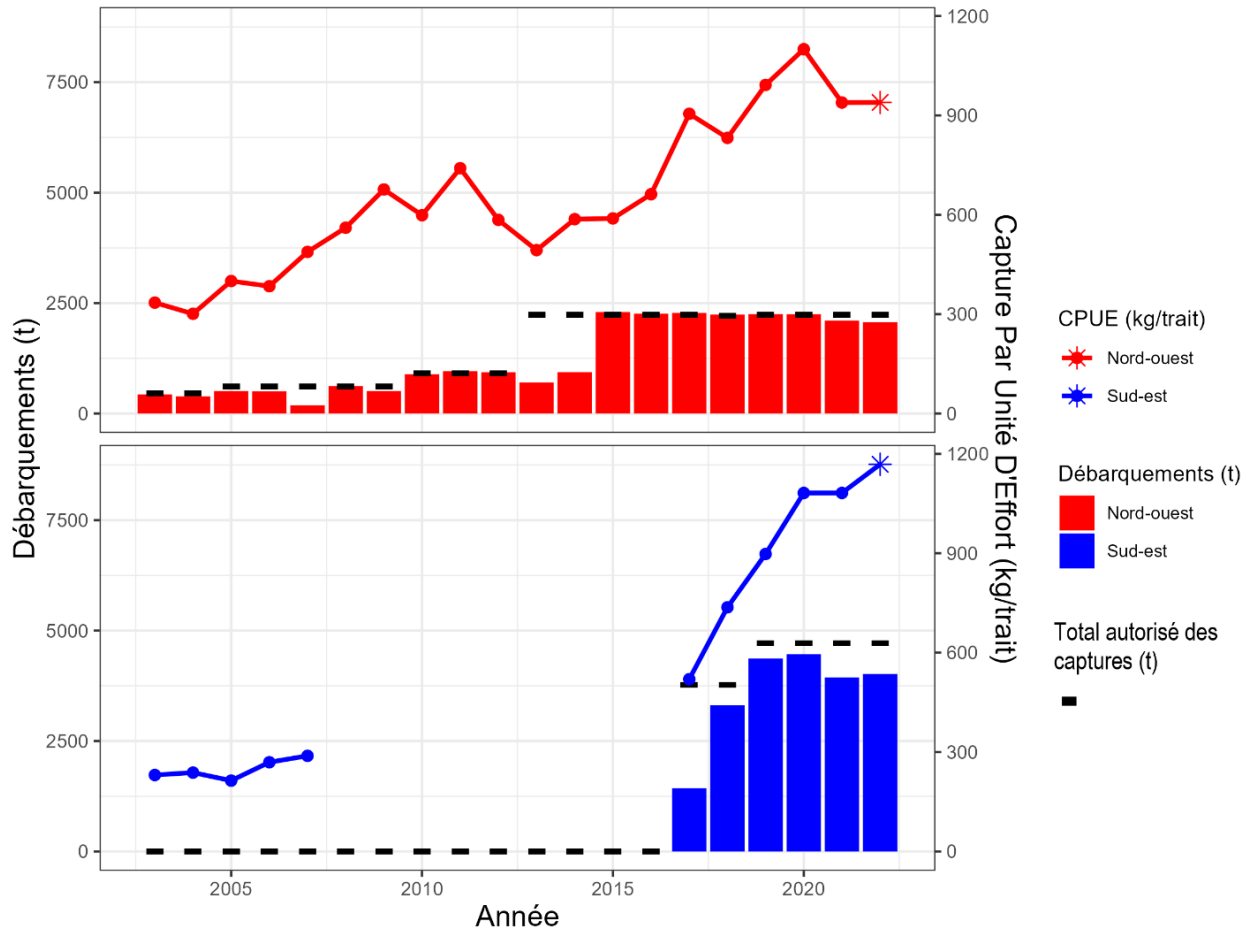 7500
5000
2500
0
1200
900
600
300
0
7500
5000
2500
0
1200
900
600
300
0
2005
2010
2015
2020
Année
Débarquements (t)
Capture Par Unité D'Effort (kg/trait)
CPUE (kg/trait)
Nord-ouest
Sud-est
Débarquements (t)
Nord-ouest
Sud-est
Total autorisé des
captures (t)